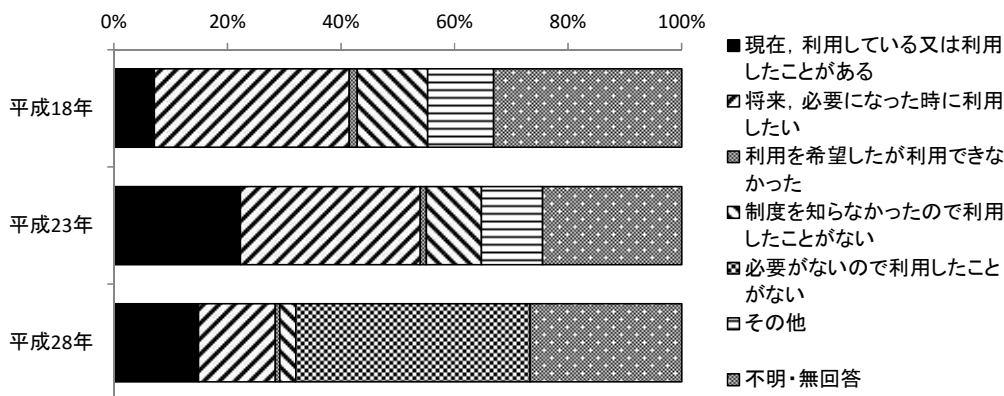 0% 20% 40% 60% 80% 100%
平成18年
平成23年
平成28年
現在，利用している又は利用
したことがある
将来，必要になった時に利用
したい
利用を希望したが利用できな
かった
制度を知らなかったので利用
したことがない
必要がないので利用したこと
がない
その他
不明・無回答